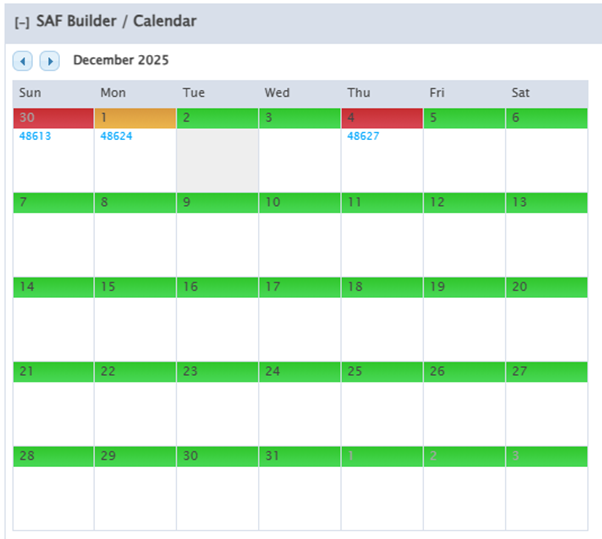 [-] SAF Builder / Calendar
December 2025
Sun Mon Tue Wed Thu Fri Sat
30 1 2 3 4 5 6
48613 48624 48627
7 8 9 10 11 12 13
14 15 16 17 18 19 20
21 22 23 24 25 26 27
28 29 30 31 1 2 3